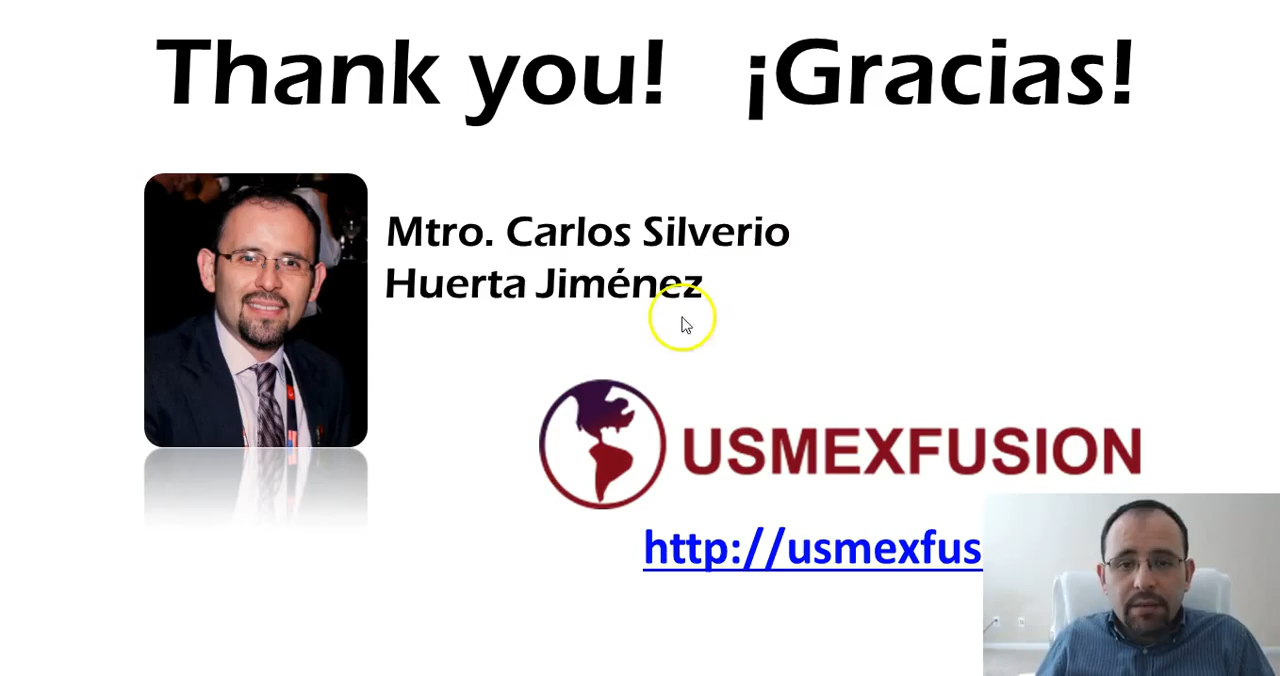 Thank you! ¡Gracias!
Mtro. Carlos Silverio
Huerta Jiménez
USMEXFUSION
http://usmexfus